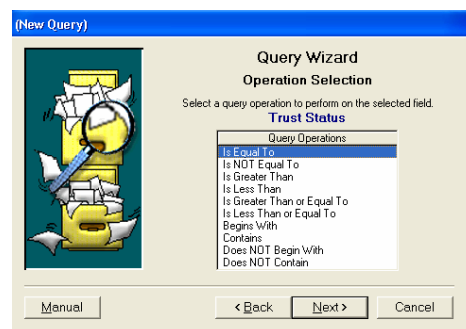 (New Query)
Query Wizard
Operation Selection
Select a query operation to perform on the selected field.
Trust Status
Query Operations
Is Equal To
Is NOT Equal To
Is Greater Than
Is Less Than
Is Greater Than or Equal To
Is Less Than or Equal To
Begins With
Contains
Does NOT Begin With
Does NOT Contain
Manual < Back Next > Cancel